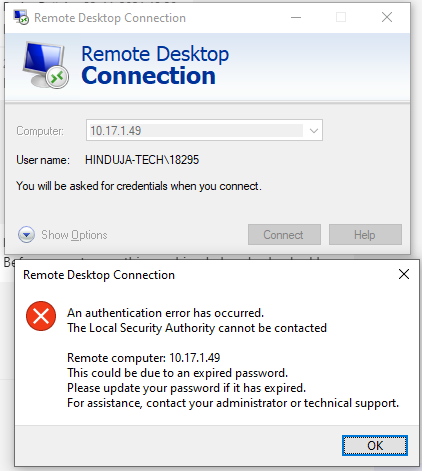 Remote Desktop Connection
Remote Desktop
Connection
Computer:
10.17.1.49
User name:
HINDUJA-TECH\18295
You will be asked for credentials when you connect.
Show Options
Connect
Help
Remote Desktop Connection
An authentication error has occurred.
The Local Security Authority cannot be contacted
Remote computer: 10.17.1.49
This could be due to an expired password.
Please update your password if it has expired.
For assistance, contact your administrator or technical support.
OK